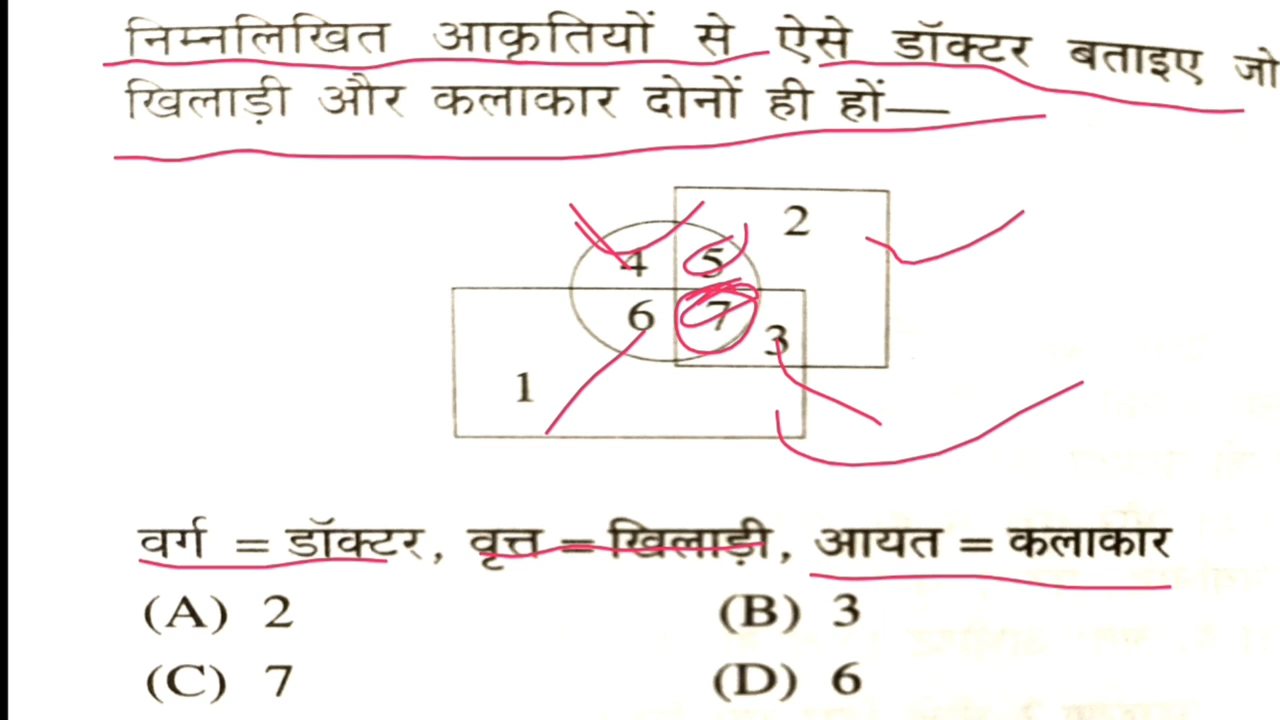 निम्नलिखित आकृतियों से ऐसे डॉक्टर बताइए जो
खिलाड़ी और कलाकार दोनों ही हों—
2
4 5
6 7 3
1
वर्ग = डॉक्टर, वृत्त = खिलाड़ी, आयत = कलाकार
(A) 2 (B) 3
(C) 7 (D) 6